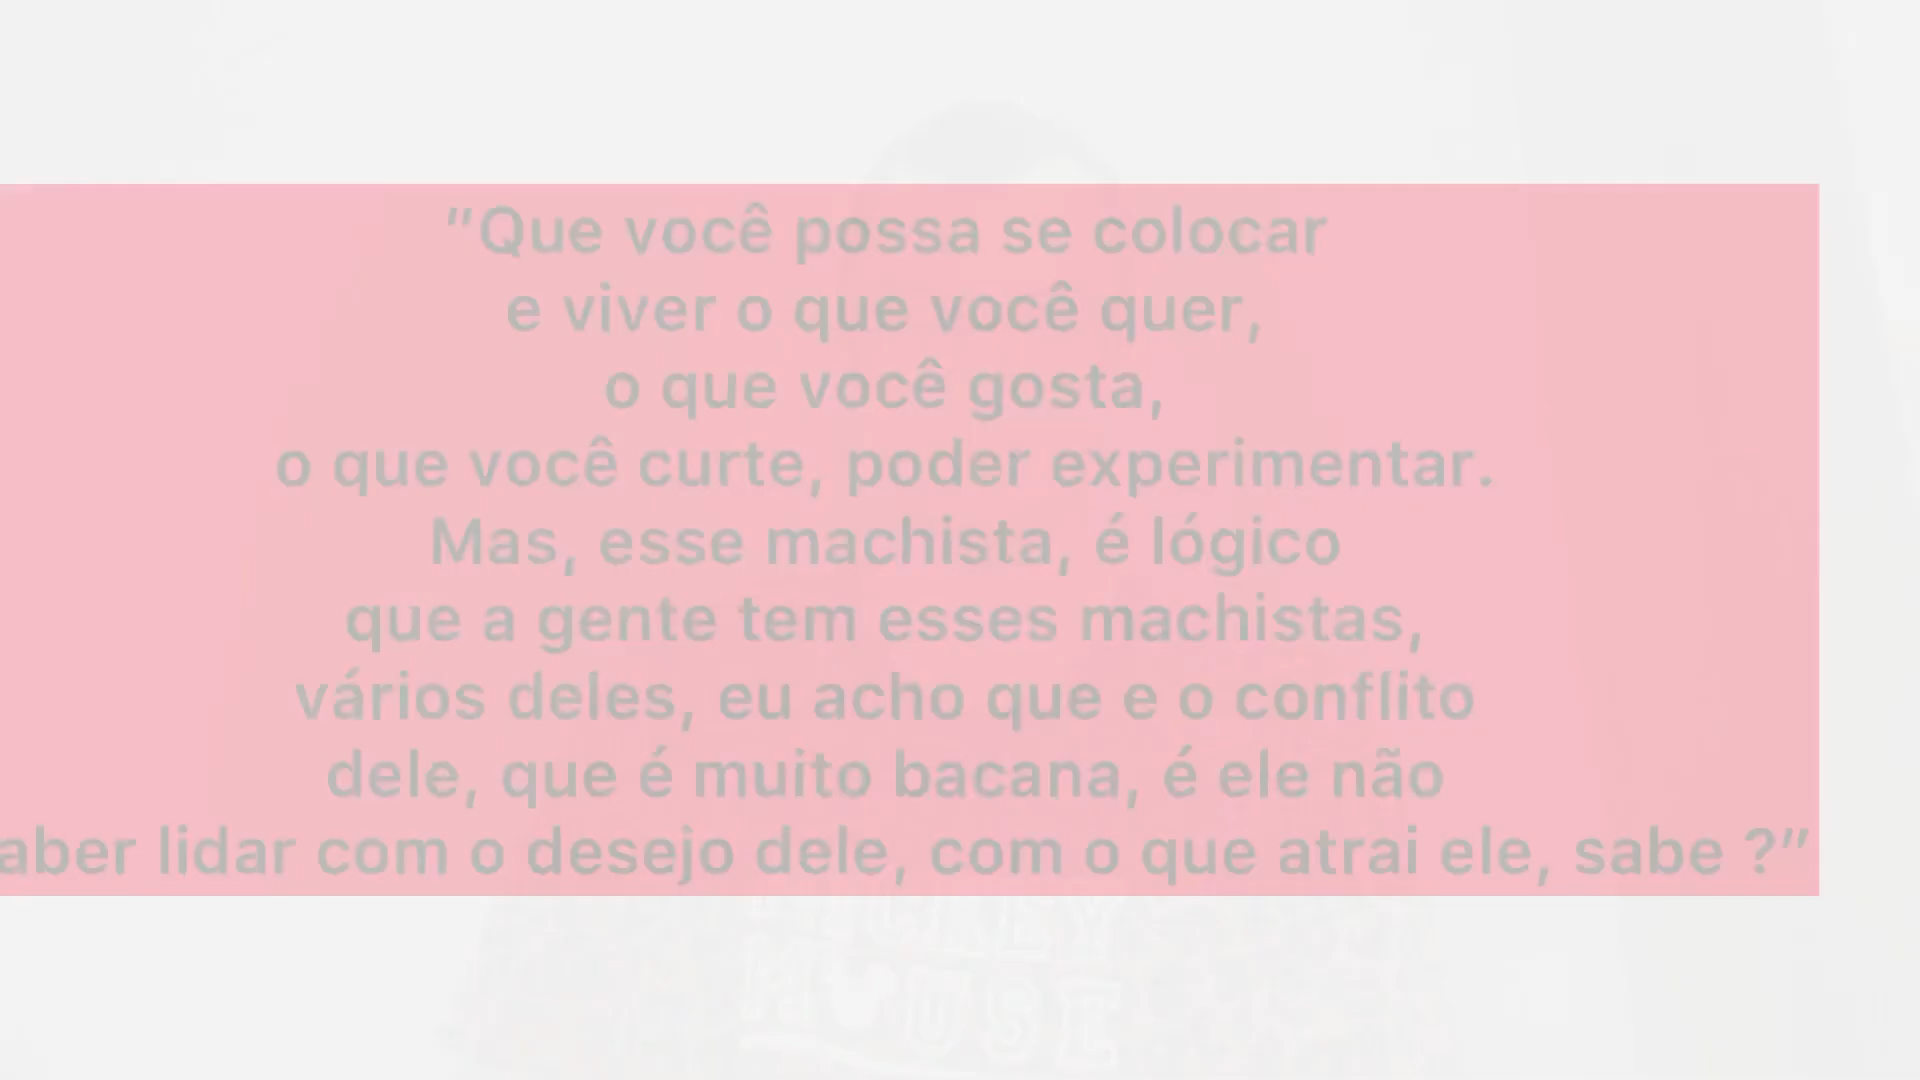 "Que você possa se colocar
e viver o que você quer,
o que você gosta,
o que você curte, poder experimentar.
Mas, esse machista, é lógico
que a gente tem esses machistas,
vários deles, eu acho que e o conflito
dele, que é muito bacana, é ele não
aber lidar com o desejo dele, com o que atrai ele, sabe ?"
MICKEY
MOUSE